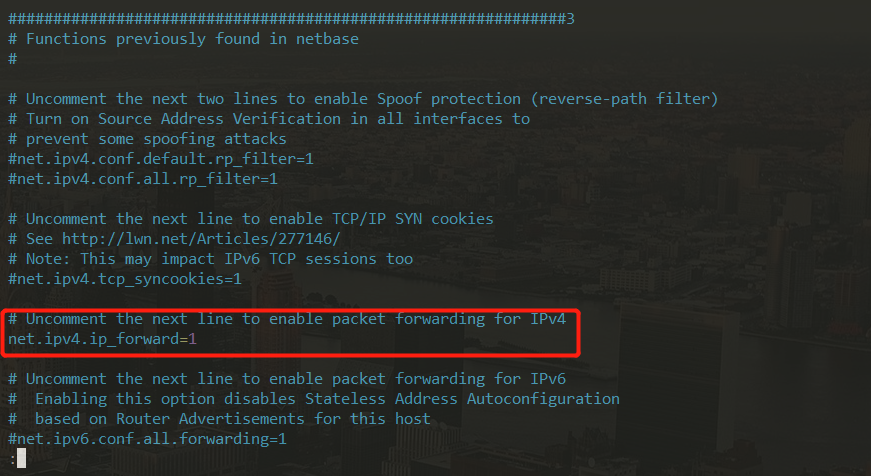 ##############################################################3
# Functions previously found in netbase
#
# Uncomment the next two lines to enable Spoof protection (reverse-path filter)
# Turn on Source Address Verification in all interfaces to
# prevent some spoofing attacks
#net.ipv4.conf.default.rp_filter=1
#net.ipv4.conf.all.rp_filter=1
# Uncomment the next line to enable TCP/IP SYN cookies
# See http://lwn.net/Articles/277146/
# Note: This may impact IPv6 TCP sessions too
#net.ipv4.tcp_syncookies=1
# Uncomment the next line to enable packet forwarding for IPv4
net.ipv4.ip_forward=1
# Uncomment the next line to enable packet forwarding for IPv6
#  Enabling this option disables Stateless Address Autoconfiguration
#  based on Router Advertisements for this host
#net.ipv6.conf.all.forwarding=1
: